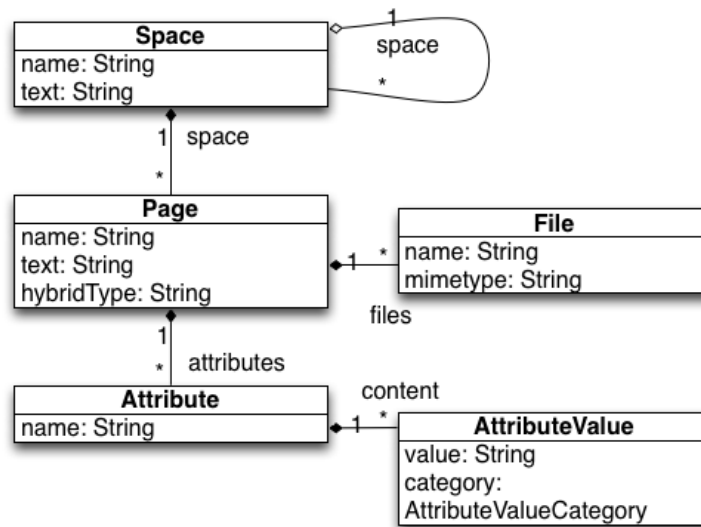 Space
name: String
text: String
1
space
*
1
space
*
Page
name: String
text: String
hybridType: String
1
*
files
File
name: String
mimetype: String
1
*
attributes
Attribute
name: String
1
*
content
AttributeValue
value: String
category:
AttributeValueCategory